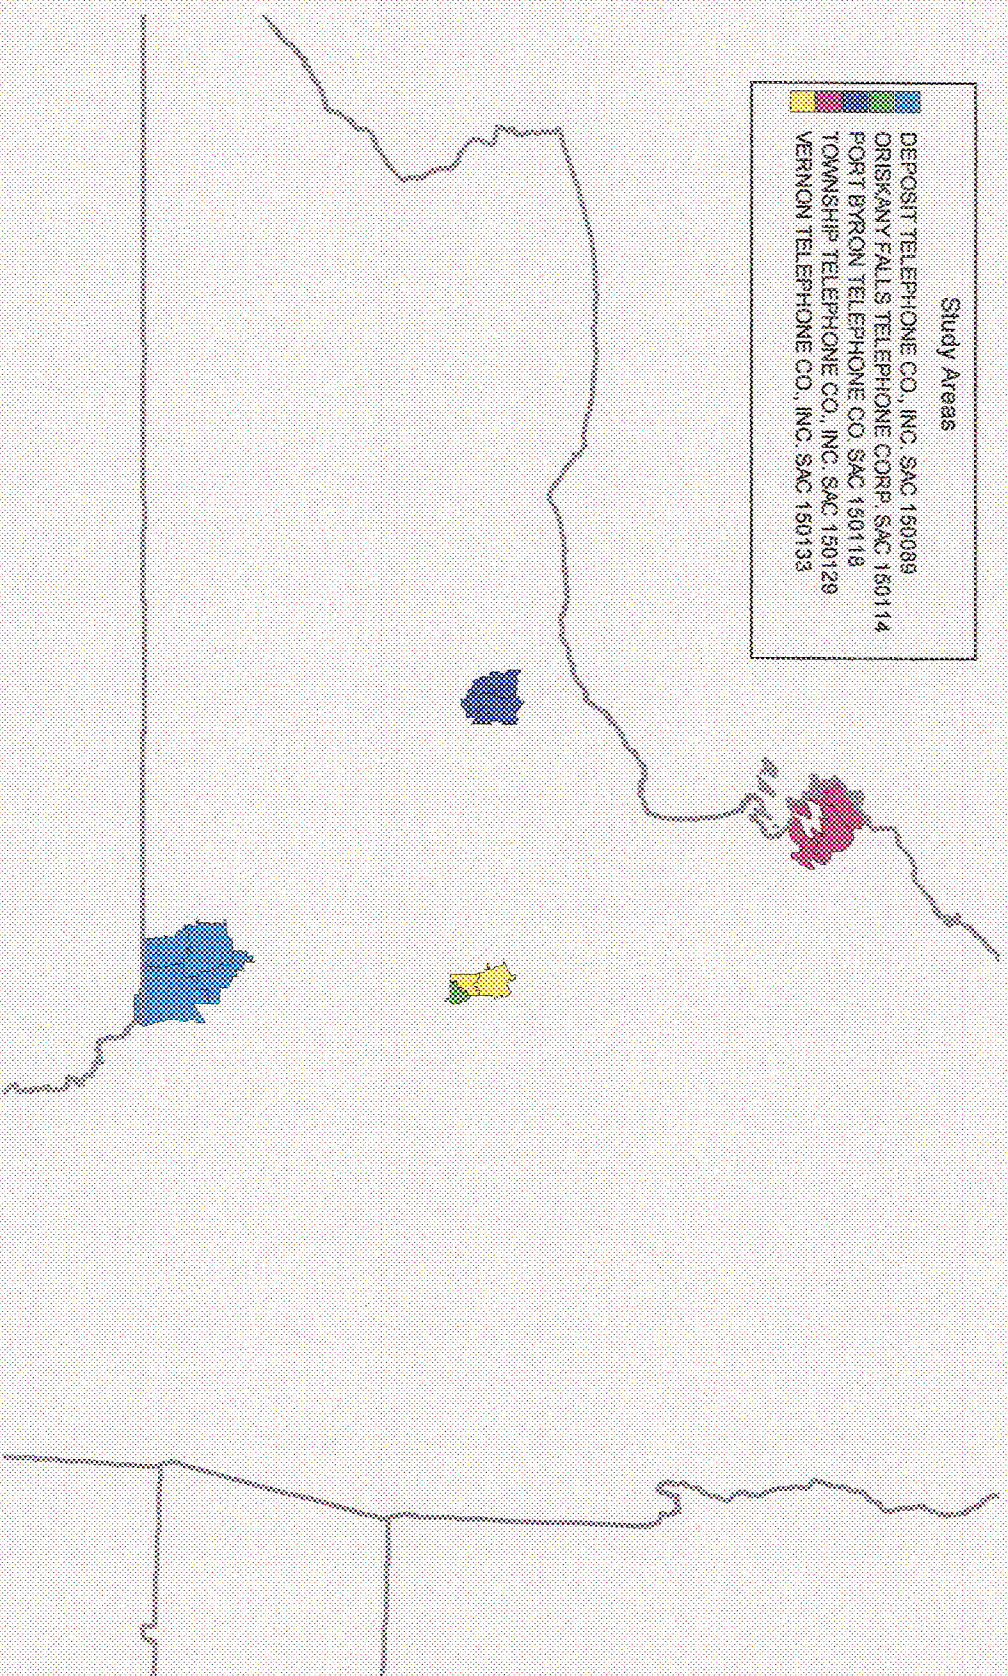 Study Areas
DEPOSIT TELEPHONE CO., INC. SAC 150089
ORISKANY FALLS TELEPHONE CORP. SAC 150114
PORT BYRON TELEPHONE CO. SAC 150118
TOWNSHIP TELEPHONE CO., INC. SAC 150129
VERNON TELEPHONE CO., INC. SAC 150133